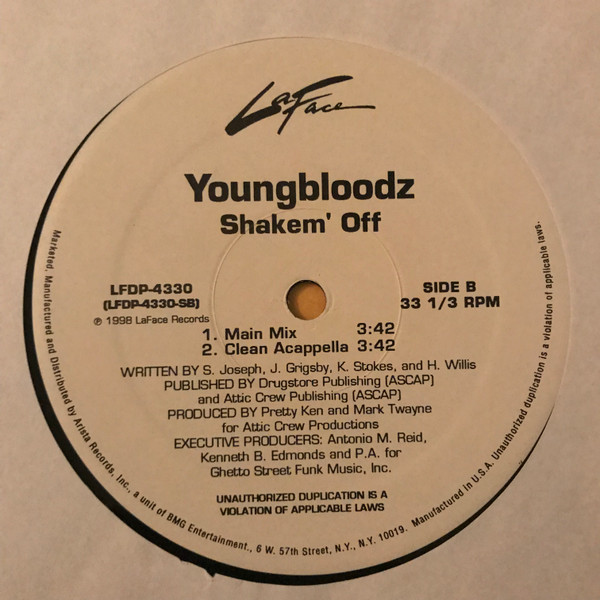 LaFace
Youngbloodz
Shakem' Off
LFDP-4330
(LFDP-4330-SB)
℗ 1998 LaFace Records
SIDE B
33 1/3 RPM
1. Main Mix 3:42
2. Clean Acappella 3:42
WRITTEN BY S. Joseph, J. Grigsby, K. Stokes, and H. Willis
PUBLISHED BY Drugstore Publishing (ASCAP)
and Attic Crew Publishing (ASCAP)
PRODUCED BY Pretty Ken and Mark Twayne
for Attic Crew Productions
EXECUTIVE PRODUCERS: Antonio M. Reid,
Kenneth B. Edmonds and P.A. for
Ghetto Street Funk Music, Inc.
UNAUTHORIZED DUPLICATION IS A
VIOLATION OF APPLICABLE LAWS
Marketed, Manufactured and Distributed by Arista Records, Inc., a unit of BMG Entertainment., 6 W. 57th Street, N.Y., N.Y. 10019. Manufactured in U.S.A. Unauthorized duplication is a violation of applicable laws.